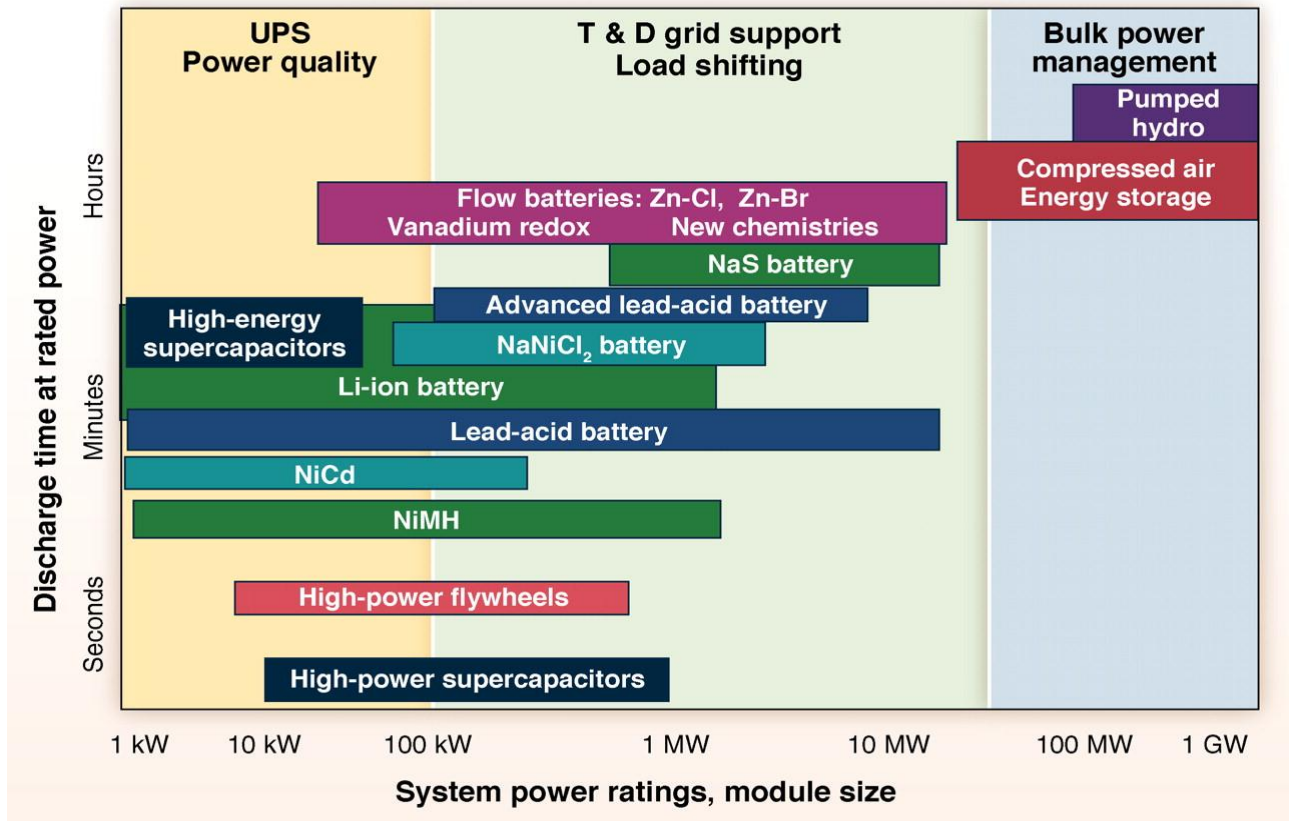 UPS
Power quality
T & D grid support
Load shifting
Bulk power
management
Pumped
hydro
Compressed air
Energy storage
Flow batteries: Zn-Cl, Zn-Br
Vanadium redox New chemistries
NaS battery
Advanced lead-acid battery
High-energy
supercapacitors
NaNiCl₂ battery
Li-ion battery
Lead-acid battery
NiCd
NiMH
High-power flywheels
High-power supercapacitors
Discharge time at rated power
Hours
Minutes
Seconds
1 kW 10 kW 100 kW 1 MW 10 MW 100 MW 1 GW
System power ratings, module size